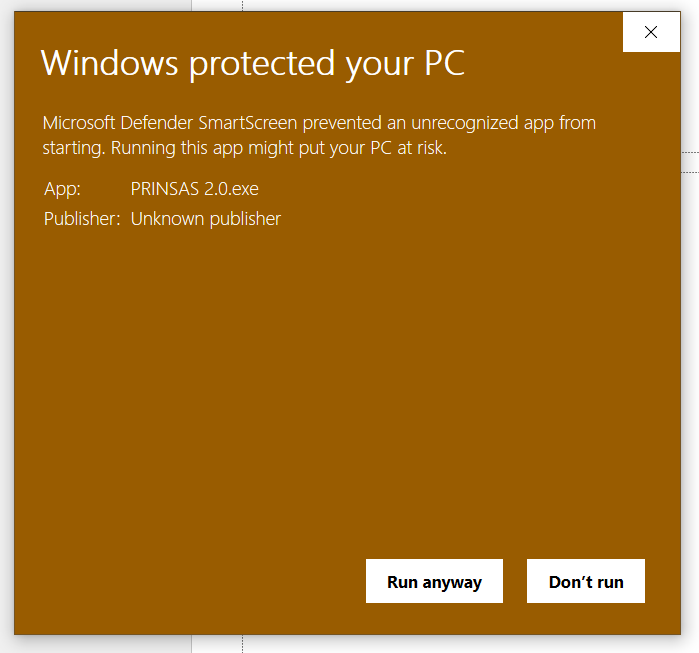 Windows protected your PC
Microsoft Defender SmartScreen prevented an unrecognized app from
starting. Running this app might put your PC at risk.
App: PRINSAS 2.0.exe
Publisher: Unknown publisher
Run anyway Don’t run